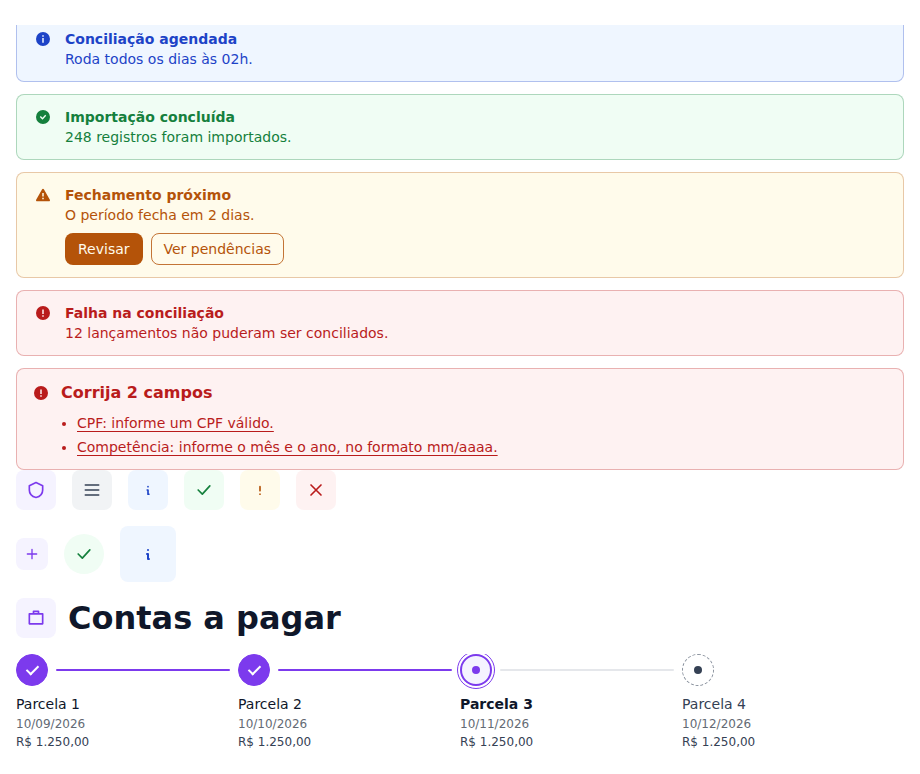 Conciliação agendada
Roda todos os dias às 02h.
Importação concluída
248 registros foram importados.
Fechamento próximo
O período fecha em 2 dias.
Revisar
Ver pendências
Falha na conciliação
12 lançamentos não puderam ser conciliados.
Corrija 2 campos
CPF: informe um CPF válido.
Competência: informe o mês e o ano, no formato mm/aaaa.
Contas a pagar
Parcela 1
10/09/2026
R$ 1.250,00
Parcela 2
10/10/2026
R$ 1.250,00
Parcela 3
10/11/2026
R$ 1.250,00
Parcela 4
10/12/2026
R$ 1.250,00